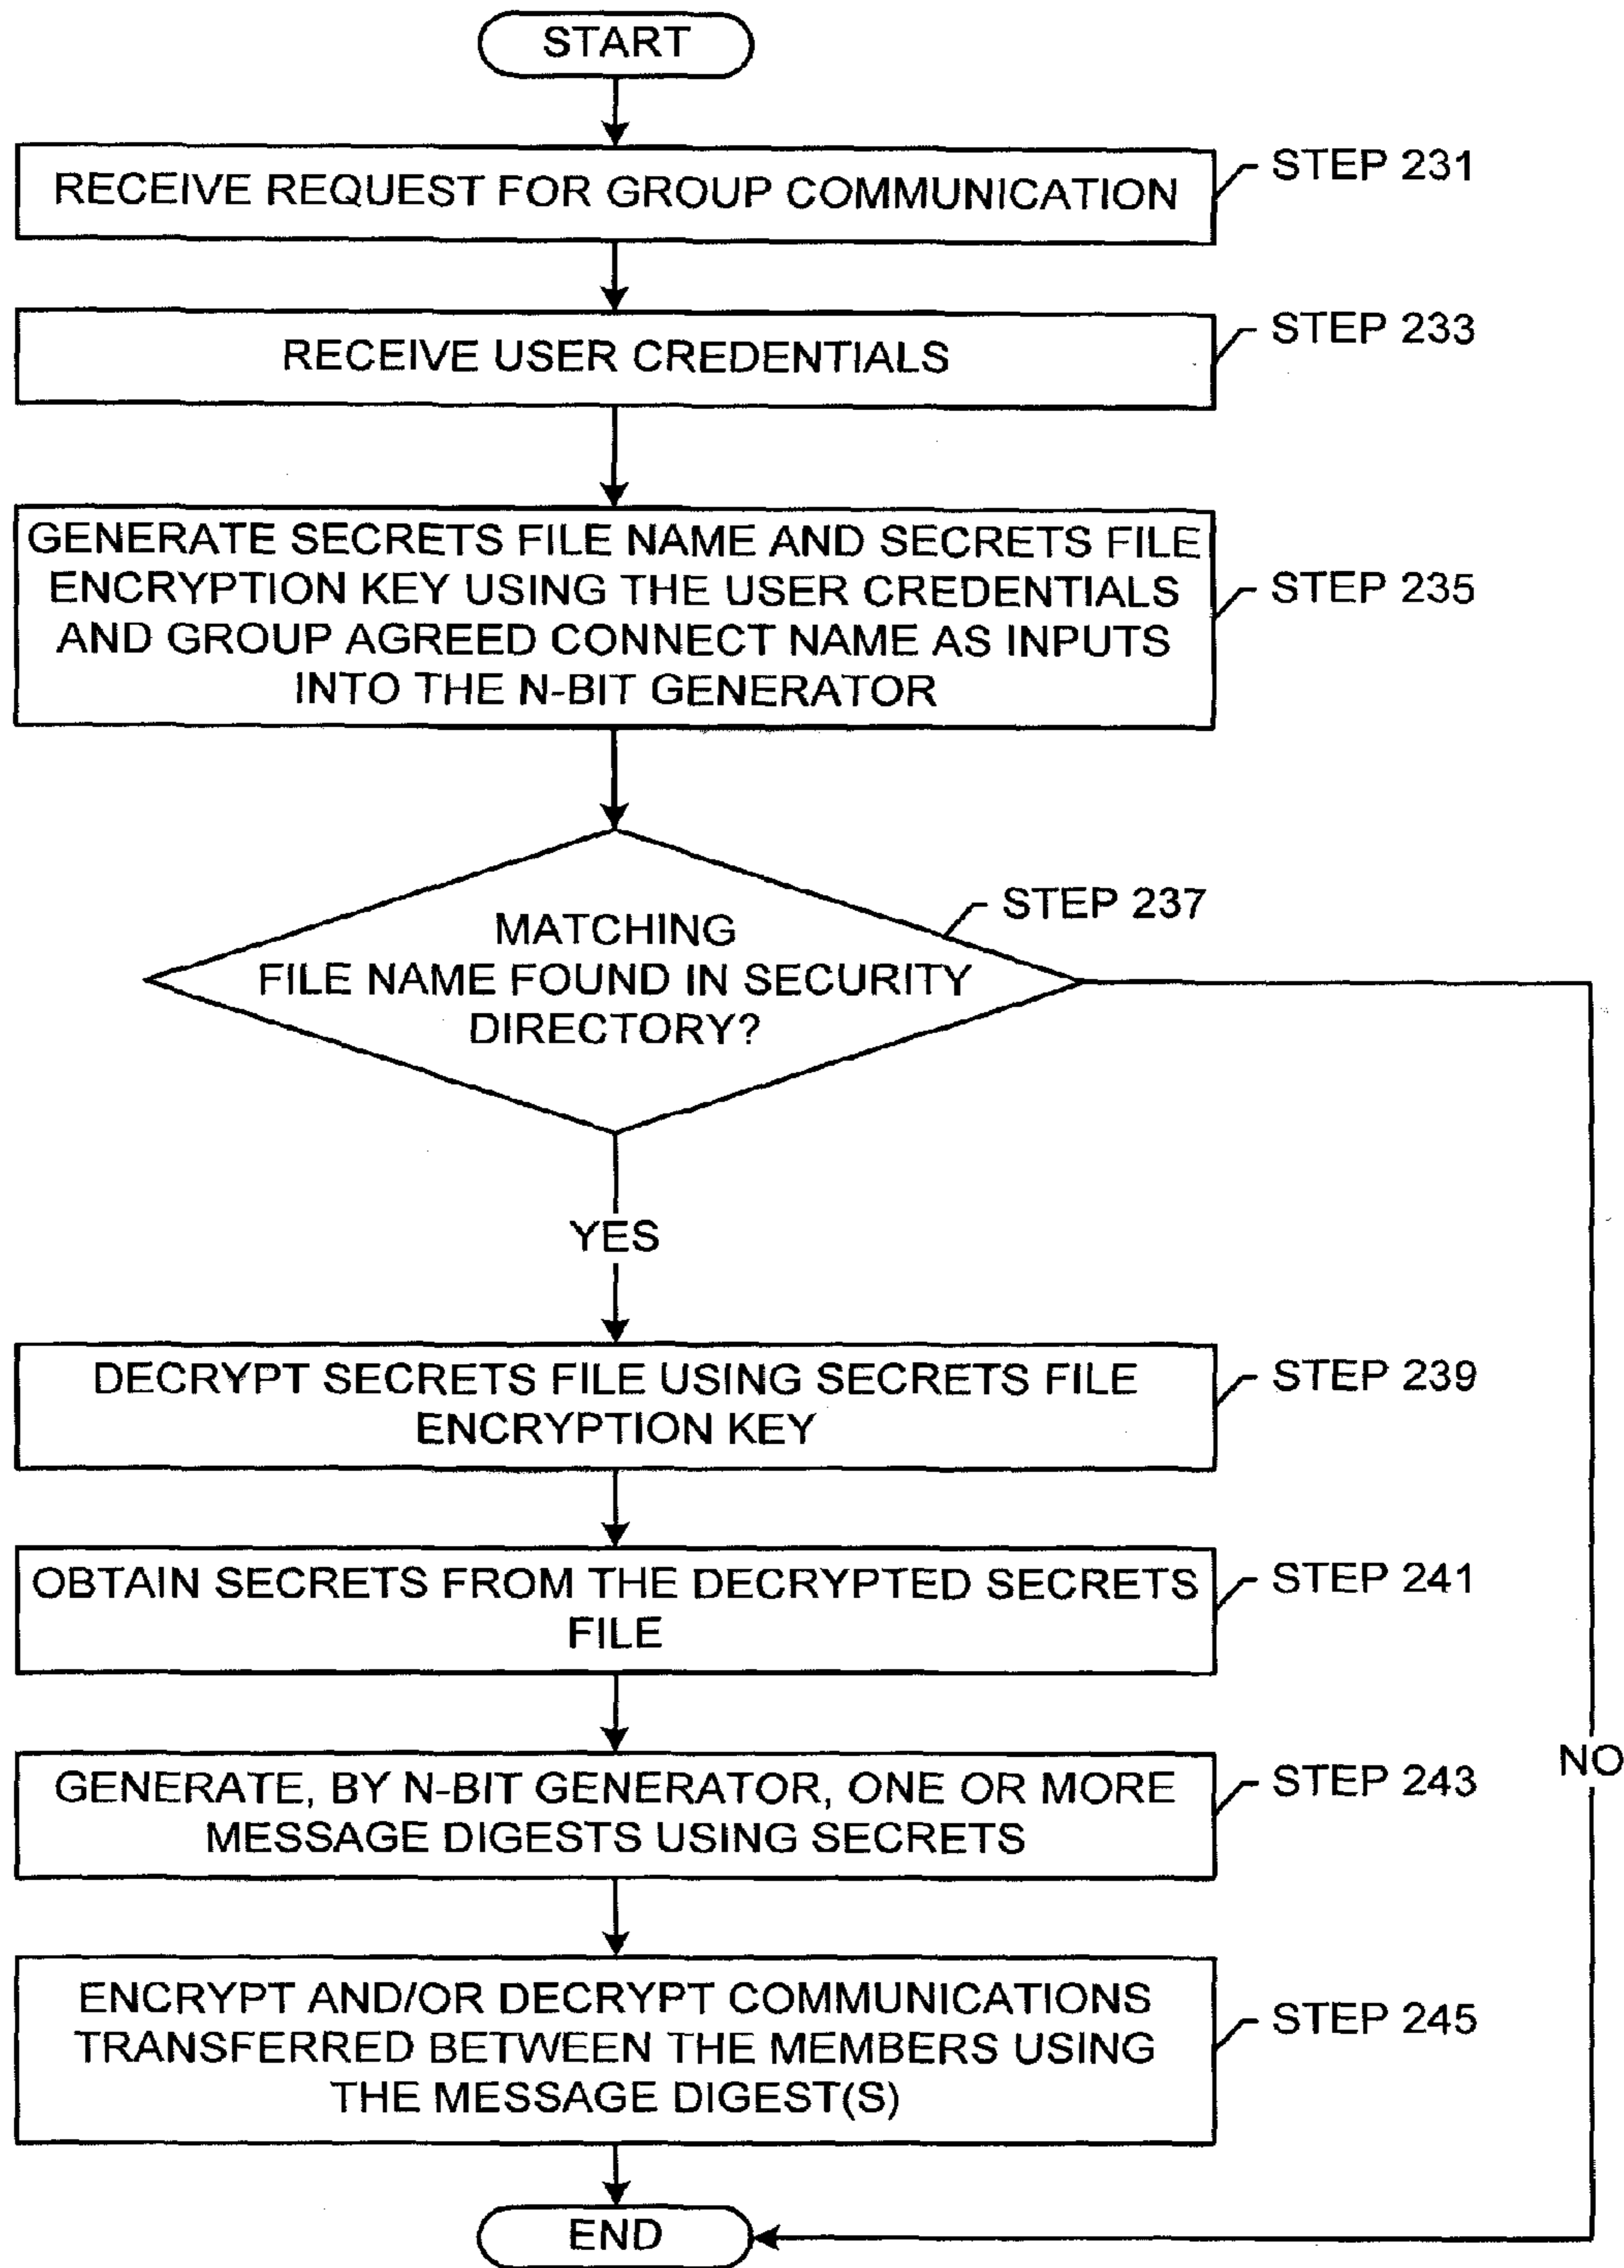 START
RECEIVE REQUEST FOR GROUP COMMUNICATION
STEP 231
RECEIVE USER CREDENTIALS
STEP 233
GENERATE SECRETS FILE NAME AND SECRETS FILE
ENCRYPTION KEY USING THE USER CREDENTIALS
AND GROUP AGREED CONNECT NAME AS INPUTS
INTO THE N-BIT GENERATOR
STEP 235
MATCHING
FILE NAME FOUND IN SECURITY
DIRECTORY?
STEP 237
YES
DECRYPT SECRETS FILE USING SECRETS FILE
ENCRYPTION KEY
STEP 239
OBTAIN SECRETS FROM THE DECRYPTED SECRETS
FILE
STEP 241
NO
GENERATE, BY N-BIT GENERATOR, ONE OR MORE
MESSAGE DIGESTS USING SECRETS
STEP 243
ENCRYPT AND/OR DECRYPT COMMUNICATIONS
TRANSFERRED BETWEEN THE MEMBERS USING
THE MESSAGE DIGEST(S)
STEP 245
END